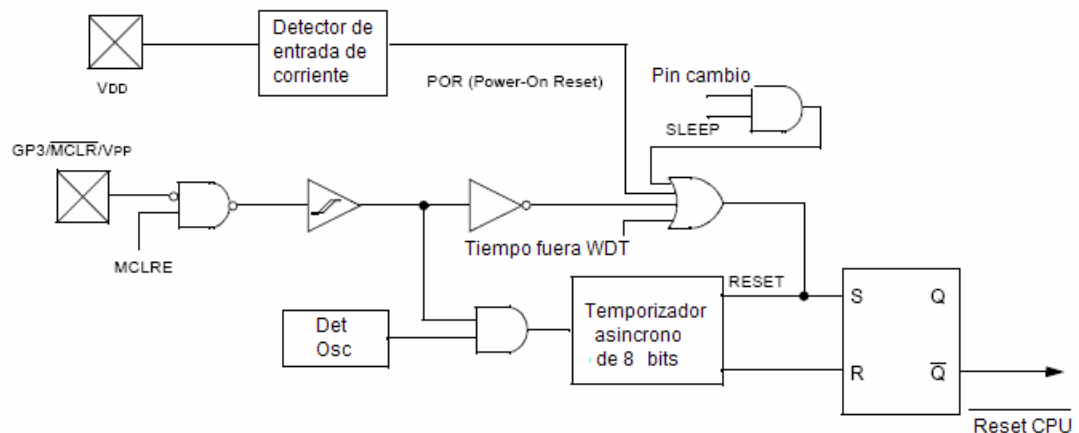 Detector de
entrada de
corriente
VDD
POR (Power-On Reset)
Pin cambio
SLEEP
GP3/MCLR/VPP
MCLRE
Tiempo fuera WDT
RESET
Det
Osc
Temporizador
asincrono
de 8 bits
S Q
R Q
Reset CPU